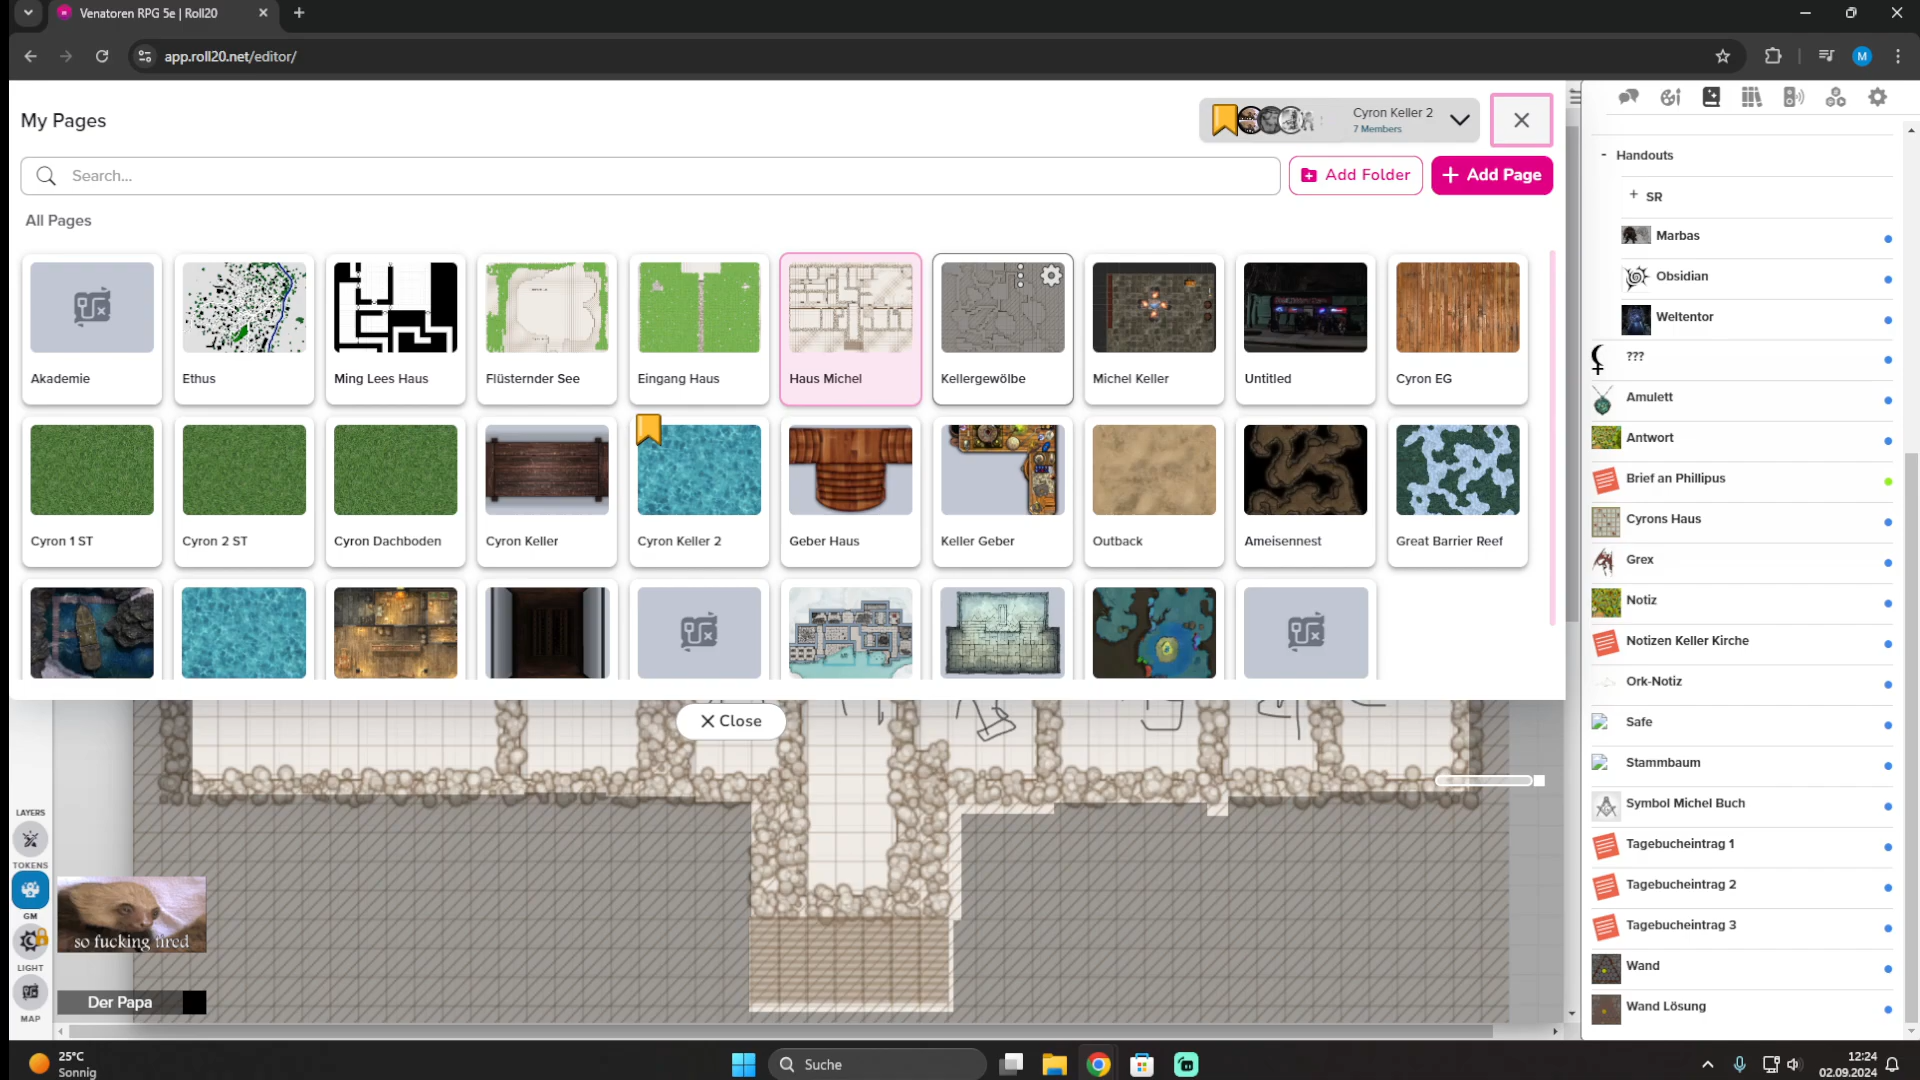 Venatoren RPG 5e | Roll20
app.roll20.net/editor/
M
My Pages
Cyron Keller 2
7 Members
Search...
Add Folder
Add Page
All Pages
Akademie
Ethus
Ming Lees Haus
Flüsternder See
Eingang Haus
Haus Michel
Kellergewölbe
Michel Keller
Untitled
Cyron EG
Cyron 1 ST
Cyron 2 ST
Cyron Dachboden
Cyron Keller
Cyron Keller 2
Geber Haus
Keller Geber
Outback
Ameisennest
Great Barrier Reef
Close
LAYERS
TOKENS
GM
LIGHT
MAP
so fucking tired
Der Papa
- Handouts
+ SR
Marbas
Obsidian
Weltentor
???
Amulett
Antwort
Brief an Phillipus
Cyrons Haus
Grex
Notiz
Notizen Keller Kirche
Ork-Notiz
Safe
Stammbaum
Symbol Michel Buch
Tagebucheintrag 1
Tagebucheintrag 2
Tagebucheintrag 3
Wand
Wand Lösung
25°C
Sonnig
Suche
12:24
02.09.2024